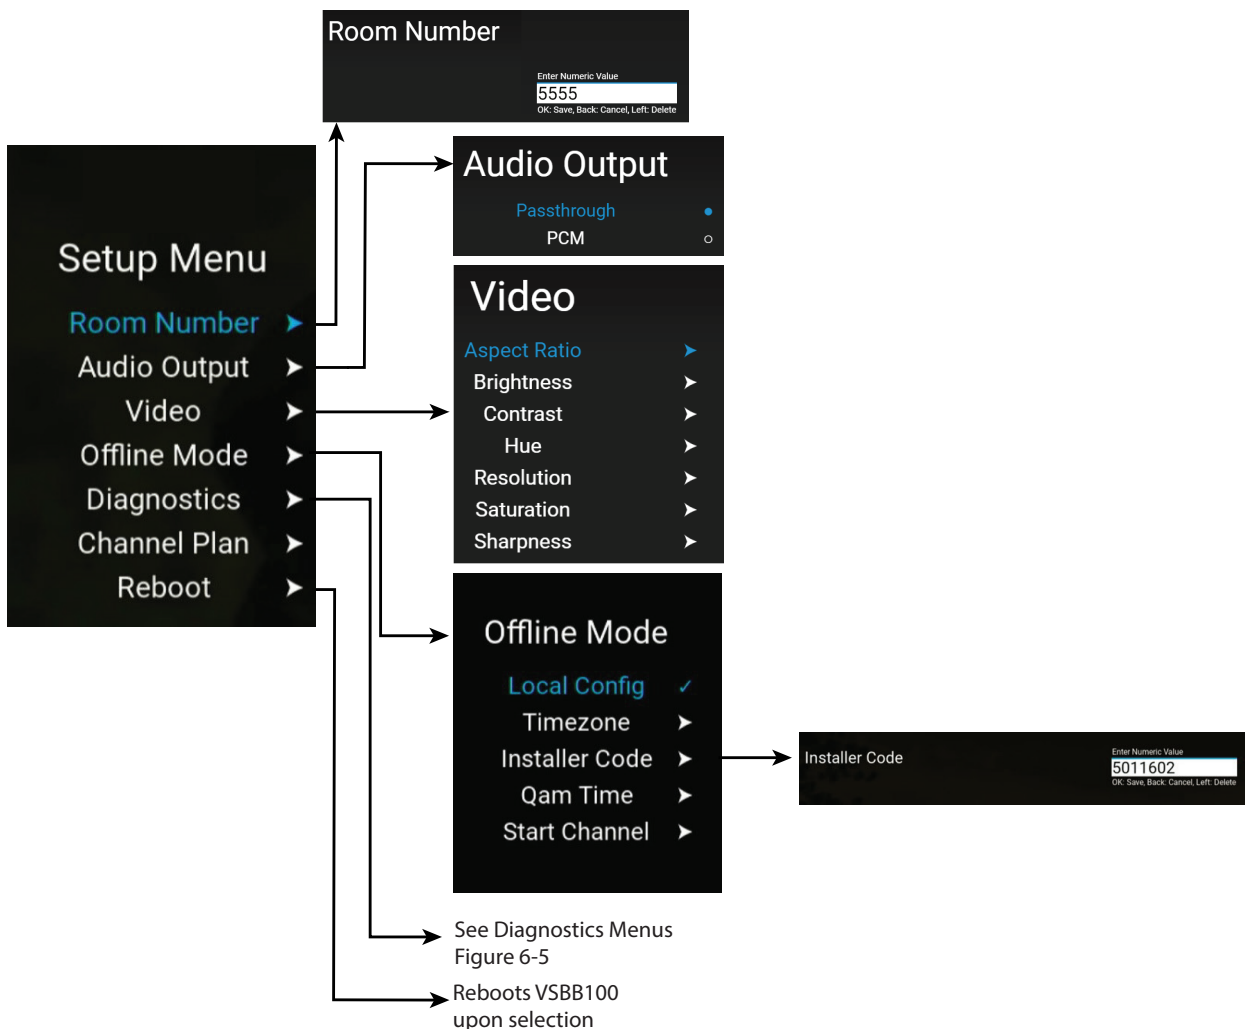 Room Number
Enter Numeric Value
5555
OK: Save, Back: Cancel, Left: Delete
Setup Menu
Room Number
Audio Output
Video
Offline Mode
Diagnostics
Channel Plan
Reboot
Audio Output
Passthrough
PCM
Video
Aspect Ratio
Brightness
Contrast
Hue
Resolution
Saturation
Sharpness
Offline Mode
Local Config
Timezone
Installer Code
Qam Time
Start Channel
Installer Code
Enter Numeric Value
5011602
OK: Save, Back: Cancel, Left: Delete
See Diagnostics Menus
Figure 6-5
Reboots VSBB100
upon selection